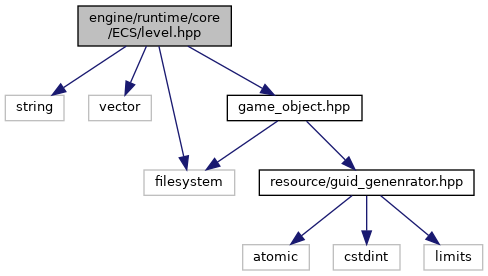 engine/runtime/core
/ECS/level.hpp
string
vector
game_object.hpp
filesystem
resource/guid_genenrator.hpp
atomic
cstdint
limits